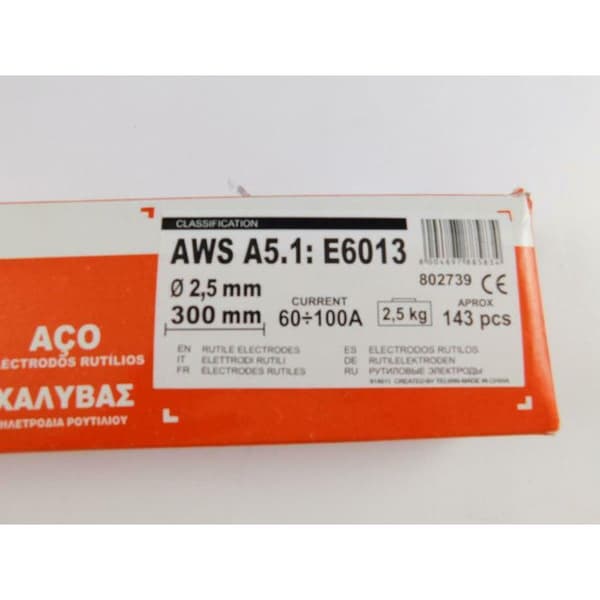 CLASSIFICATION
AWS A5.1: E6013
8004897885834
802739 CE
Ø 2,5 mm
300 mm
CURRENT
60÷100A
2,5 kg
APROX
143 pcs
EN RUTILE ELECTRODES
IT ELETTRODI RUTILI
FR ÉLECTRODES RUTILES
ES ELECTRODOS RUTILOS
DE RUTILELEKTRODEN
RU РУТИЛОВЫЕ ЭЛЕКТРОДЫ
CREATED BY TELWIN-MADE IN CHINA
AÇO
ELECTRODOS RUTÍLIOS
ΧΑΛΥΒΑΣ
ΗΛΕΤΡΟΔΙΑ ΡΟΥΤΙΛΙΟΥ